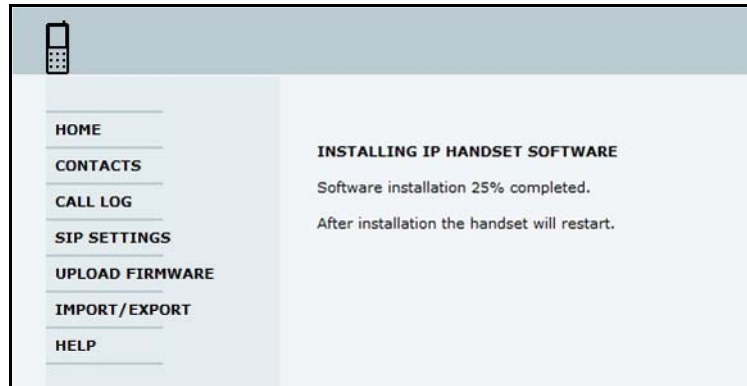 HOME
CONTACTS
CALL LOG
SIP SETTINGS
UPLOAD FIRMWARE
IMPORT/EXPORT
HELP
INSTALLING IP HANDSET SOFTWARE
Software installation 25% completed.
After installation the handset will restart.